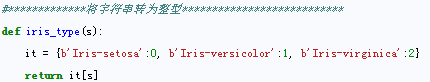 #*************将字符串转为整型***************************
def iris_type(s):
it = {b'Iris-setosa':0, b'Iris-versicolor':1, b'Iris-virginica':2}
return it[s]